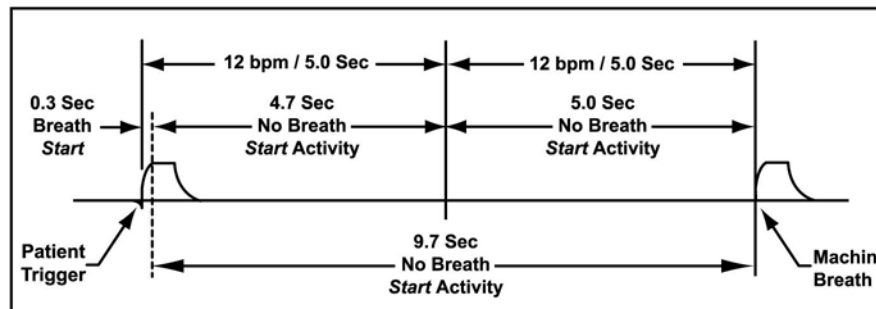 12 bpm / 5.0 Sec
12 bpm / 5.0 Sec
0.3 Sec
Breath
Start
4.7 Sec
No Breath
Start Activity
5.0 Sec
No Breath
Start Activity
Patient
Trigger
9.7 Sec
No Breath
Start Activity
Machin
Breath